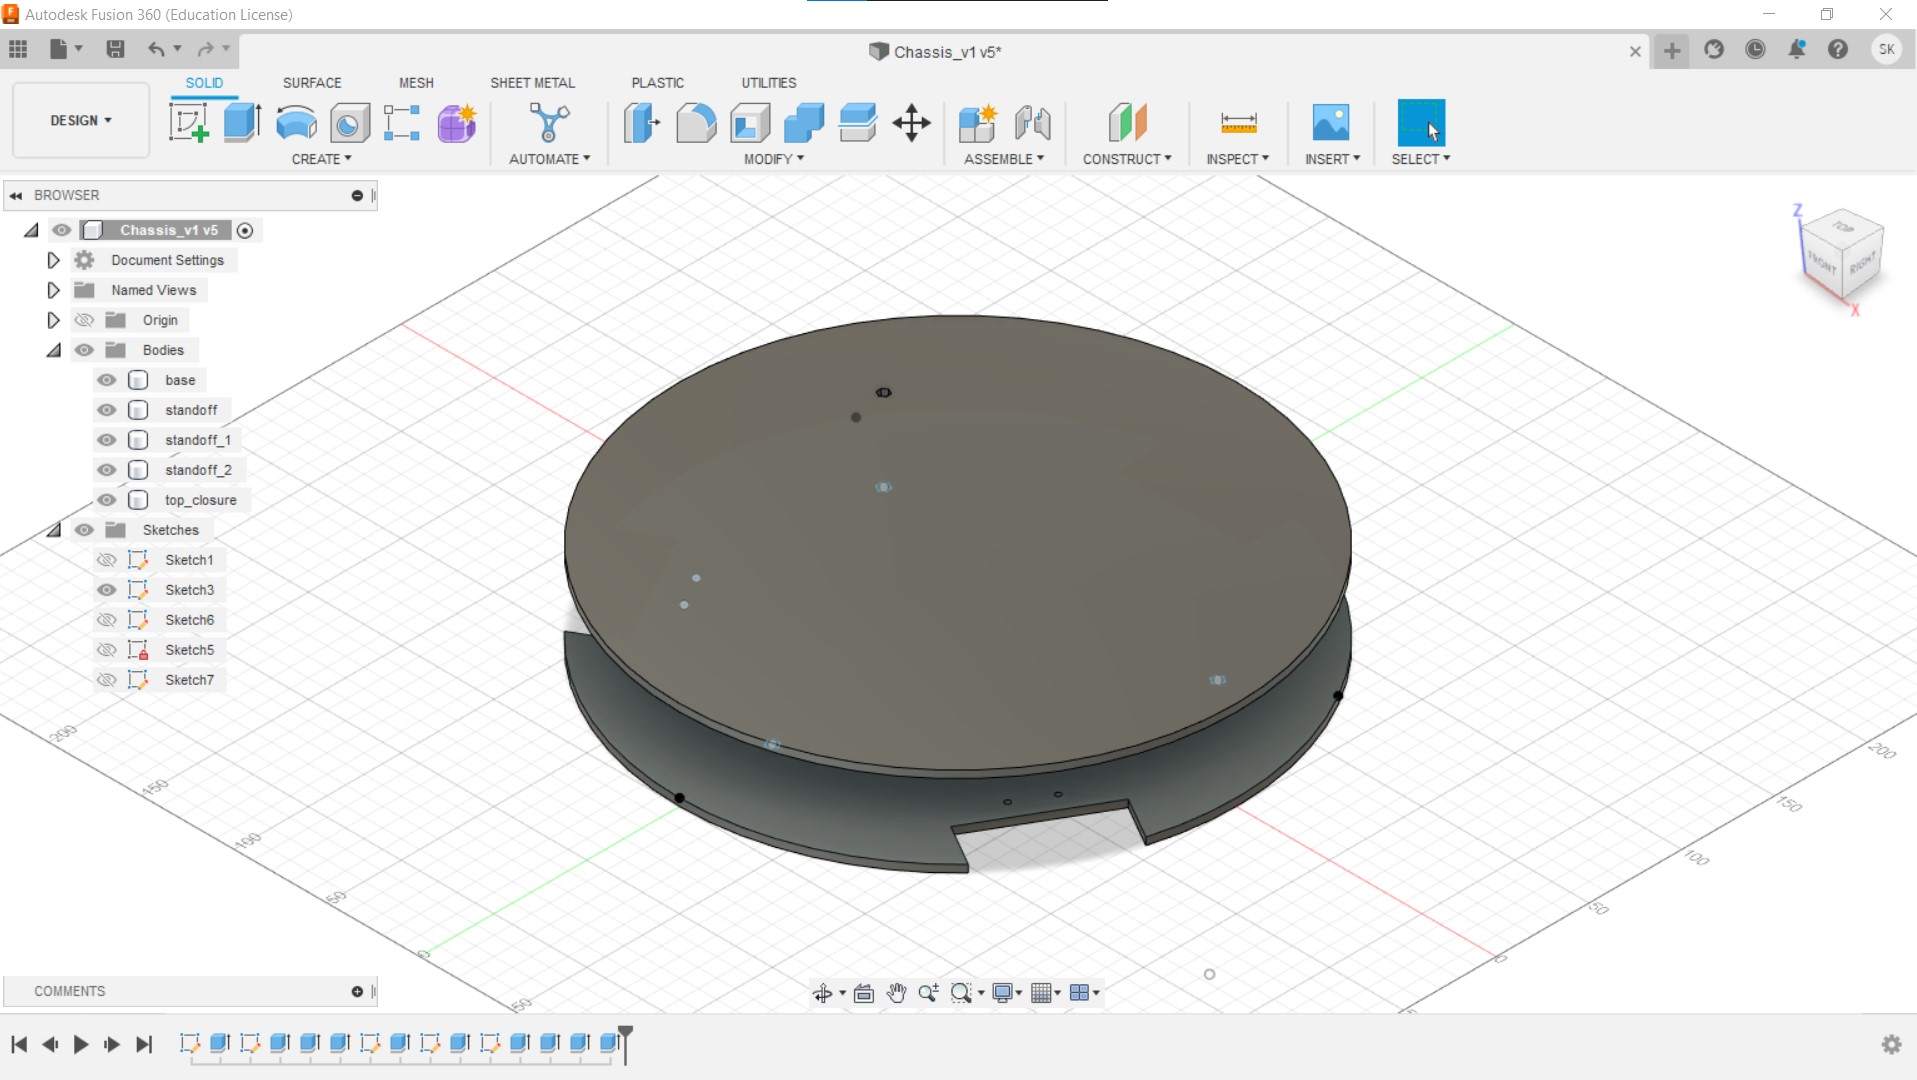 Autodesk Fusion 360 (Education License)
Chassis_v1 v5*
SK
DESIGN
SOLID
SURFACE
MESH
SHEET METAL
PLASTIC
UTILITIES
CREATE
AUTOMATE
MODIFY
ASSEMBLE
CONSTRUCT
INSPECT
INSERT
SELECT
BROWSER
Chassis_v1 v5
Document Settings
Named Views
Origin
Bodies
base
standoff
standoff_1
standoff_2
top_closure
Sketches
Sketch1
Sketch3
Sketch6
Sketch5
Sketch7
Z
TOP
FRONT
RIGHT
X
200
150
100
50
0
50
0
50
100
150
200
COMMENTS